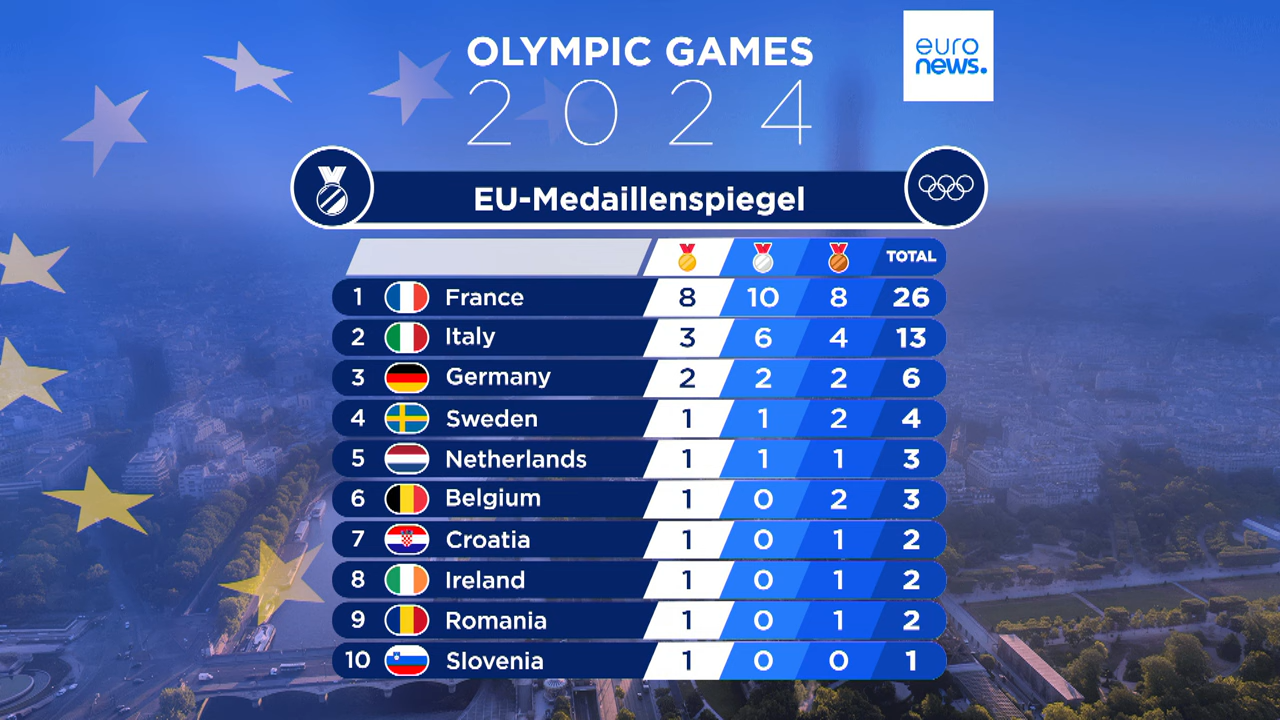 OLYMPIC GAMES
2024
euro
news.
EU-Medaillenspiegel
TOTAL
1 France 8 10 8 26
2 Italy 3 6 4 13
3 Germany 2 2 2 6
4 Sweden 1 1 2 4
5 Netherlands 1 1 1 3
6 Belgium 1 0 2 3
7 Croatia 1 0 1 2
8 Ireland 1 0 1 2
9 Romania 1 0 1 2
10 Slovenia 1 0 0 1